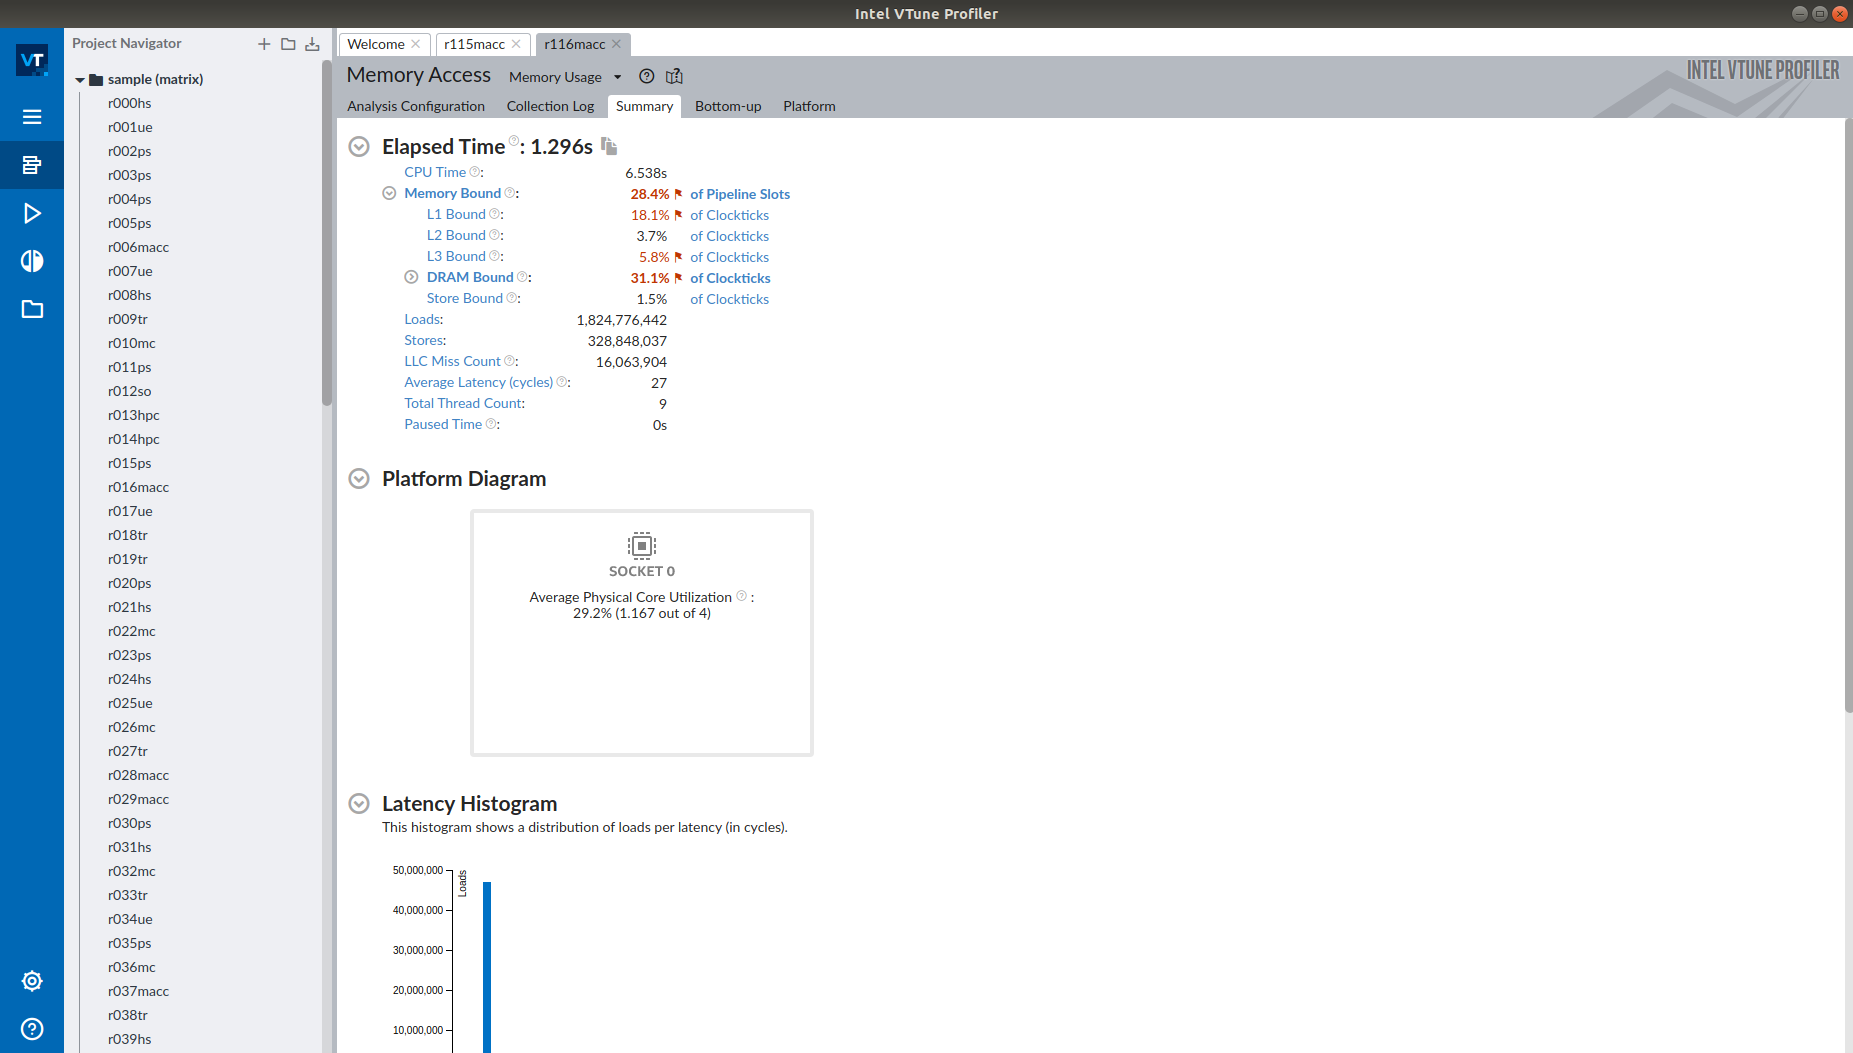 Intel VTune Profiler
VT
Project Navigator
sample (matrix)
r000hs
r001ue
r002ps
r003ps
r004ps
r005ps
r006macc
r007ue
r008hs
r009tr
r010mc
r011ps
r012so
r013hpc
r014hpc
r015ps
r016macc
r017ue
r018tr
r019tr
r020ps
r021hs
r022mc
r023ps
r024hs
r025ue
r026mc
r027tr
r028macc
r029macc
r030ps
r031hs
r032mc
r033tr
r034ue
r035ps
r036mc
r037macc
r038tr
r039hs
Welcome r115macc r116macc
Memory Access Memory Usage
INTEL VTUNE PROFILER
Analysis Configuration Collection Log Summary Bottom-up Platform
Elapsed Time: 1.296s
CPU Time: 6.538s
Memory Bound: 28.4% of Pipeline Slots
L1 Bound: 18.1% of Clockticks
L2 Bound: 3.7% of Clockticks
L3 Bound: 5.8% of Clockticks
DRAM Bound: 31.1% of Clockticks
Store Bound: 1.5% of Clockticks
Loads: 1,824,776,442
Stores: 328,848,037
LLC Miss Count: 16,063,904
Average Latency (cycles): 27
Total Thread Count: 9
Paused Time: 0s
Platform Diagram
SOCKET 0
Average Physical Core Utilization :
29.2% (1.167 out of 4)
Latency Histogram
This histogram shows a distribution of loads per latency (in cycles).
Loads
50,000,000
40,000,000
30,000,000
20,000,000
10,000,000